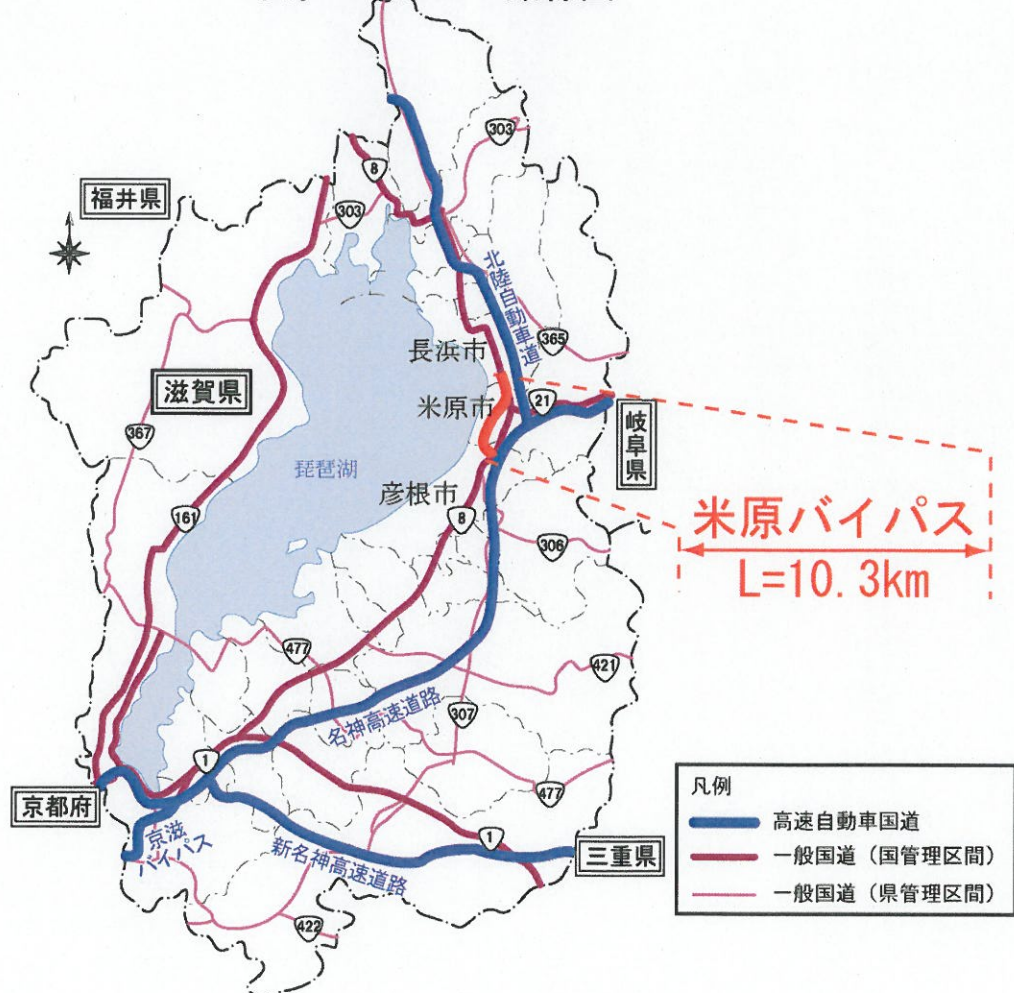 福井県
303
8
303
北陸自動車道
365
長浜市
滋賀県
米原市
21
岐阜県
367
琵琶湖
彦根市
161
8
米原バイパス
306
L=10.3km
477
421
307
名神高速道路
1
477
京都府
京滋
バイパス
新名神高速道路
1
三重県
422
凡例
高速自動車国道
一般国道（国管理区間）
一般国道（県管理区間）